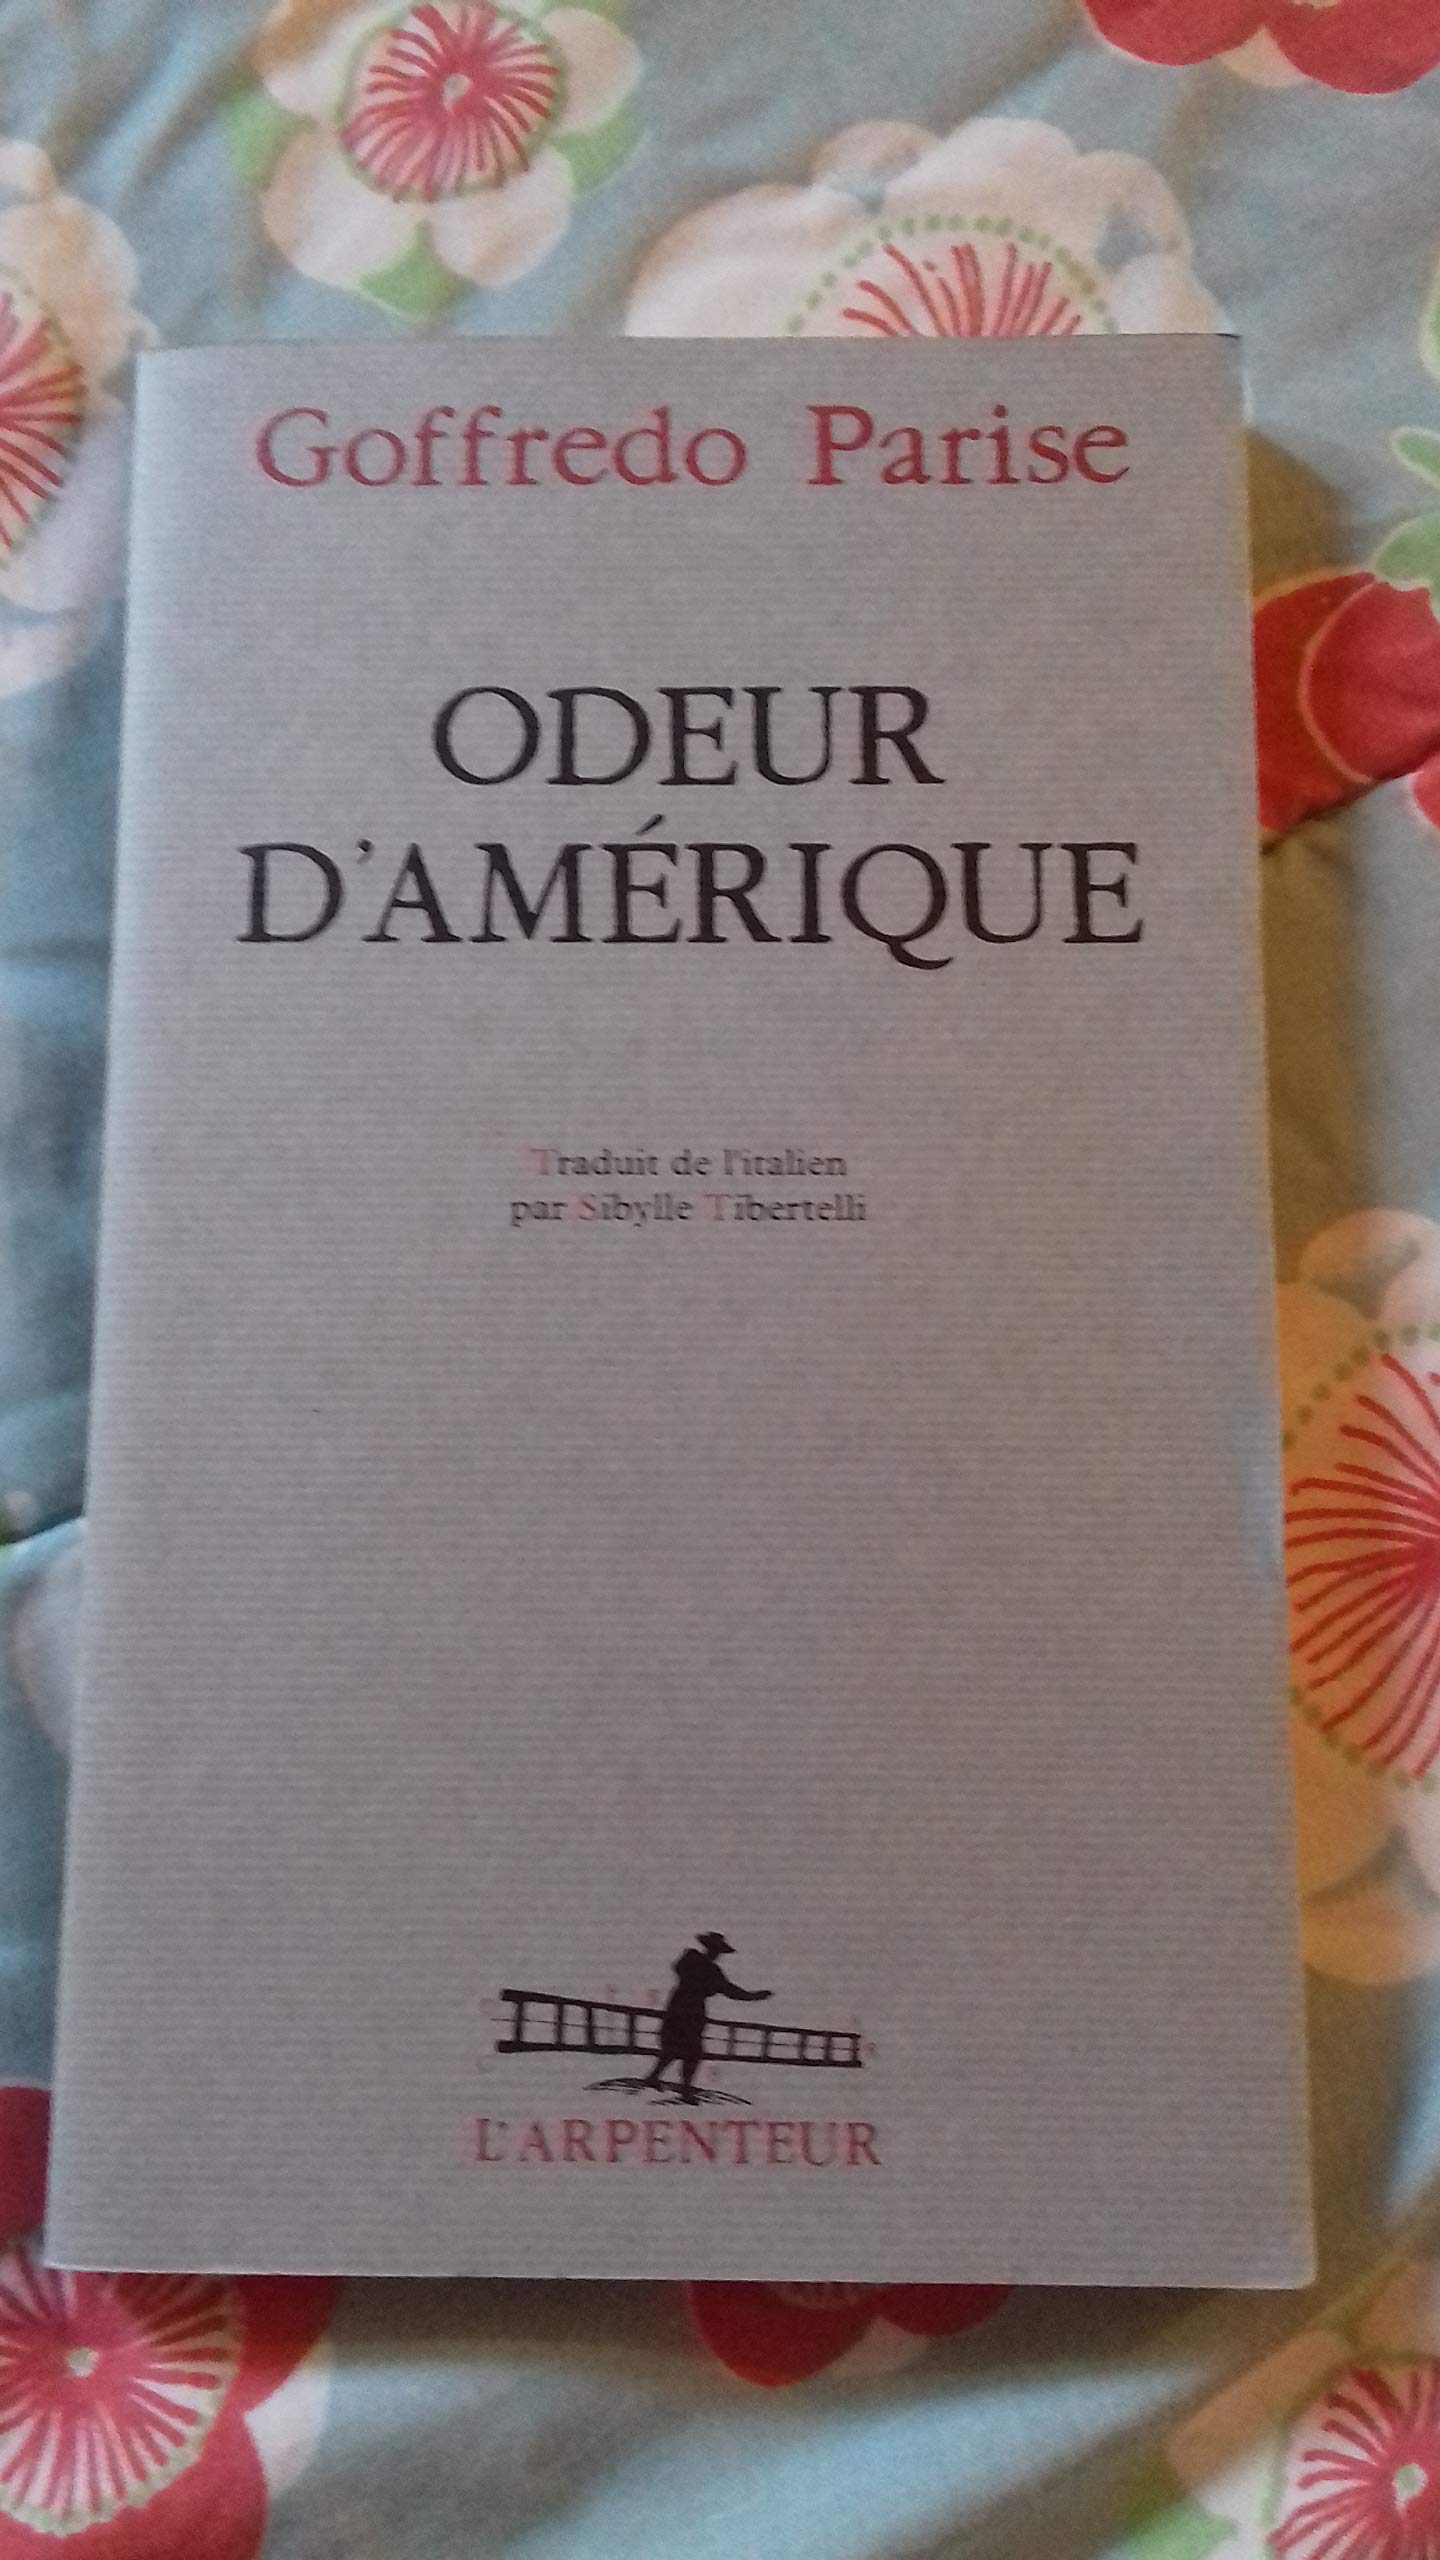 Goffredo Parise
ODEUR
D'AMÉRIQUE
Traduit de l'italien
par Sibylle Tibertelli
L'ARPENTEUR